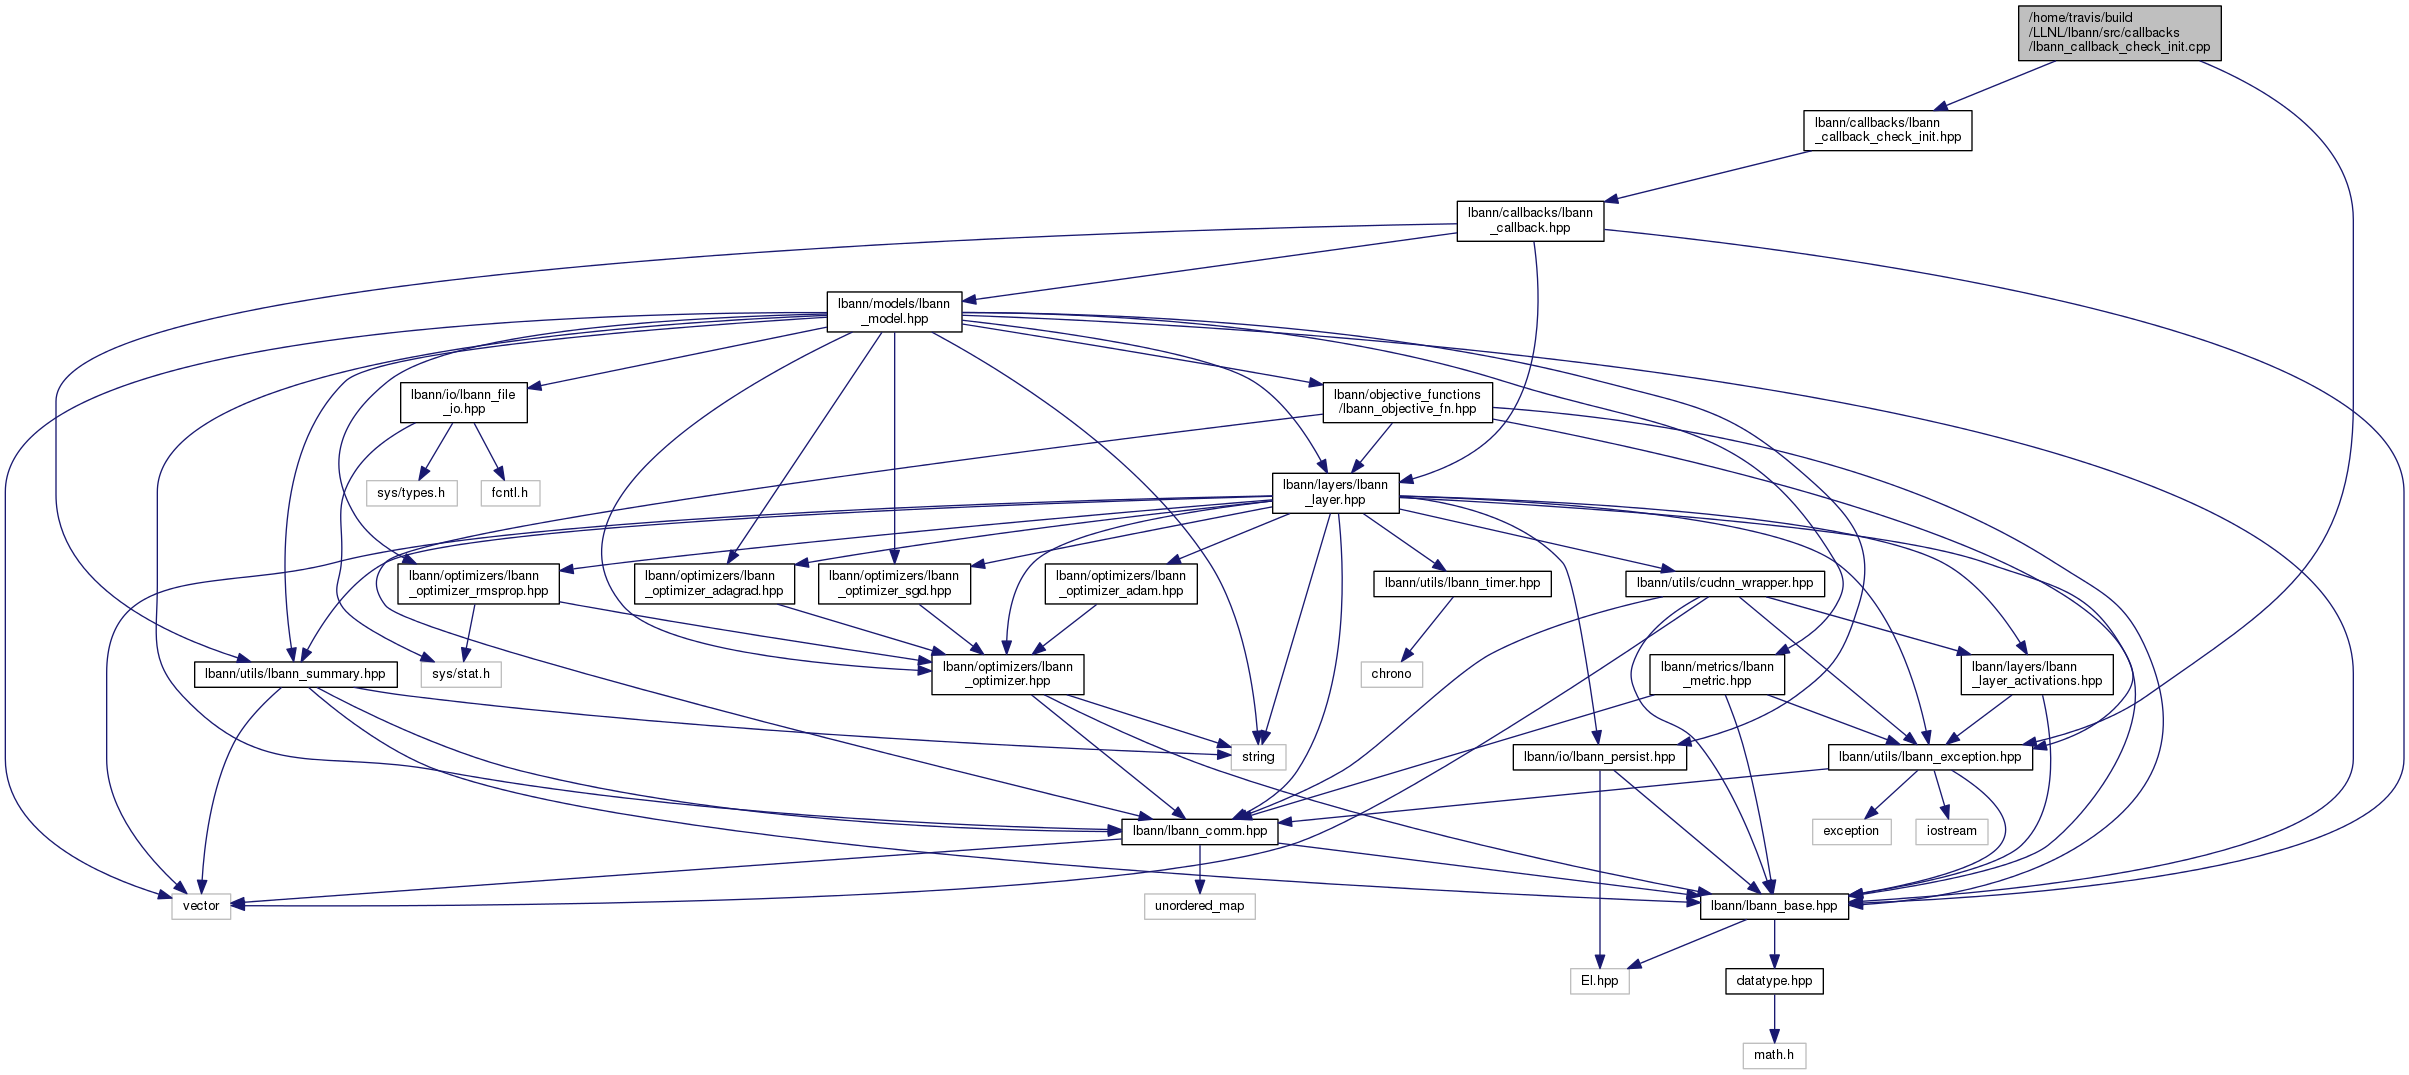 /home/travis/build
/LLNL/lbann/src/callbacks
/lbann_callback_check_init.cpp
lbann/callbacks/lbann
_callback_check_init.hpp
lbann/callbacks/lbann
_callback.hpp
lbann/models/lbann
_model.hpp
lbann/io/lbann_file
_io.hpp
lbann/objective_functions
/lbann_objective_fn.hpp
sys/types.h
fcntl.h
lbann/layers/lbann
_layer.hpp
lbann/optimizers/lbann
_optimizer_rmsprop.hpp
lbann/optimizers/lbann
_optimizer_adagrad.hpp
lbann/optimizers/lbann
_optimizer_sgd.hpp
lbann/optimizers/lbann
_optimizer_adam.hpp
lbann/utils/lbann_timer.hpp
lbann/utils/cudnn_wrapper.hpp
lbann/utils/lbann_summary.hpp
sys/stat.h
lbann/optimizers/lbann
_optimizer.hpp
chrono
lbann/metrics/lbann
_metric.hpp
lbann/layers/lbann
_layer_activations.hpp
string
lbann/io/lbann_persist.hpp
lbann/utils/lbann_exception.hpp
lbann/lbann_comm.hpp
exception
iostream
vector
unordered_map
lbann/lbann_base.hpp
El.hpp
datatype.hpp
math.h